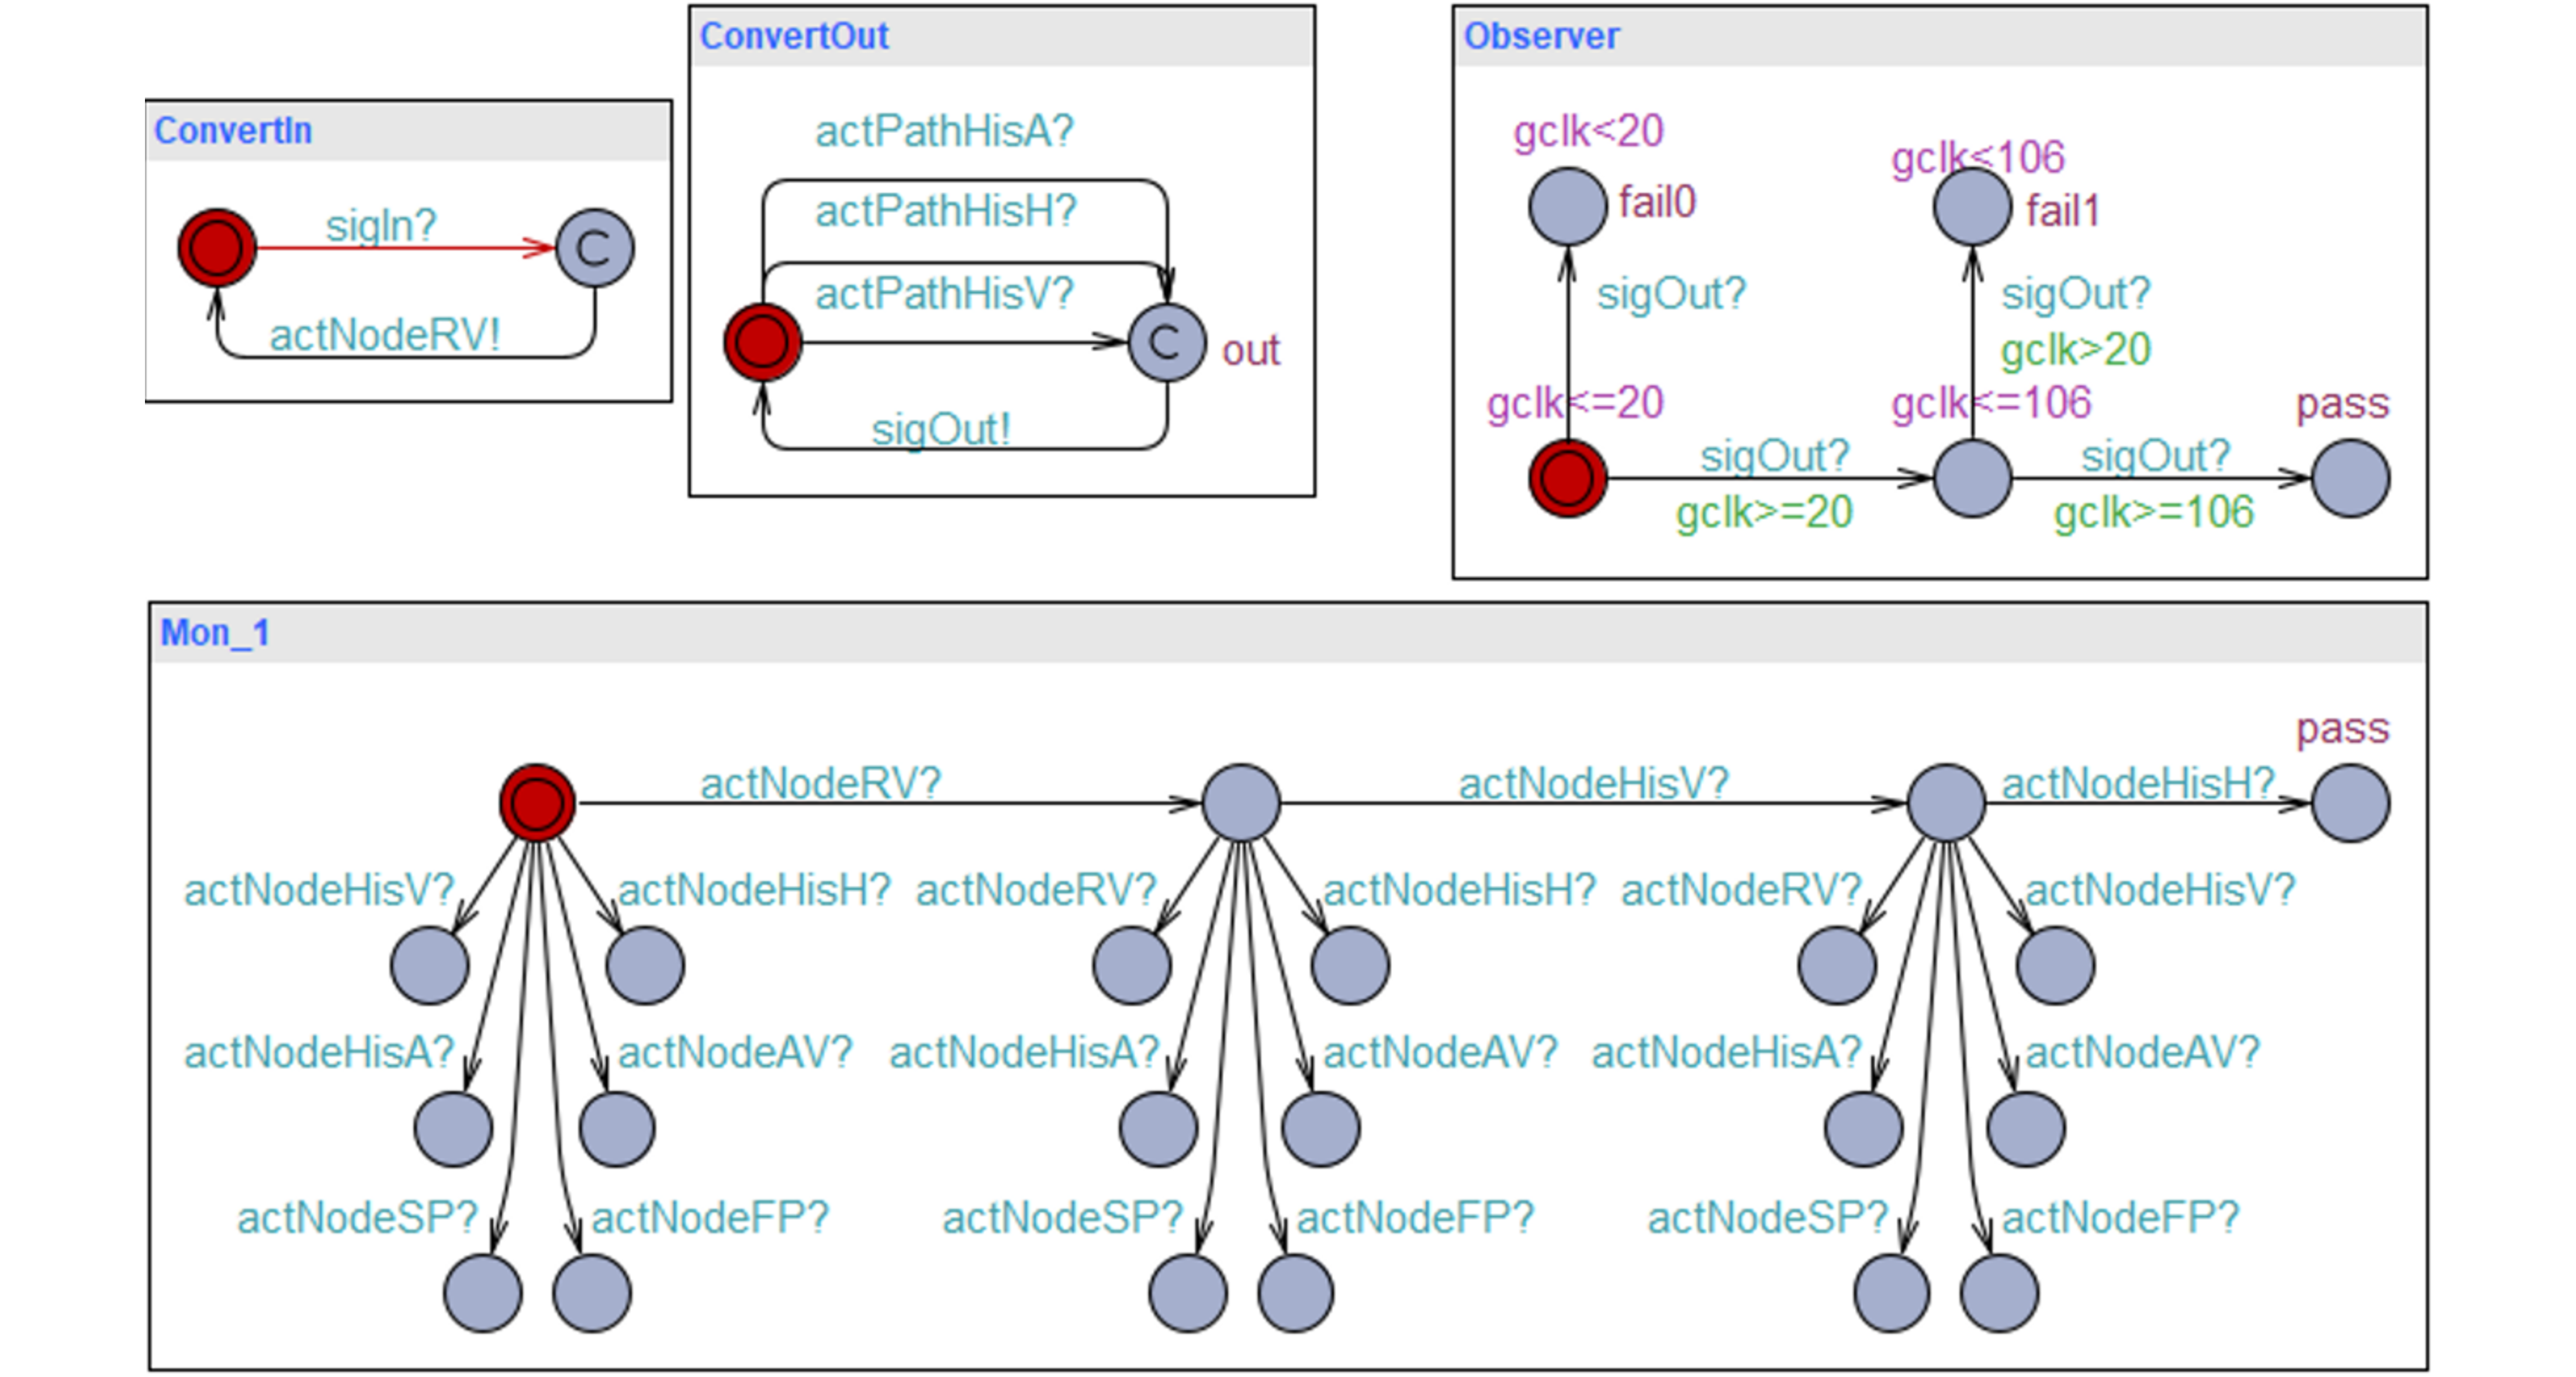 ConvertIn
sigIn?
C
actNodeRV!
ConvertOut
actPathHisA?
actPathHisH?
actPathHisV?
C
out
sigOut!
Observer
gclk<20
fail0
gclk<106
fail1
sigOut?
sigOut?
gclk>20
gclk<=20
gclk<=106
pass
sigOut?
sigOut?
gclk>=20
gclk>=106
Mon_1
pass
actNodeRV?
actNodeHisV?
actNodeHisH?
actNodeHisV?
actNodeHisH?
actNodeRV?
actNodeHisH?
actNodeRV?
actNodeHisV?
actNodeHisA?
actNodeAV?
actNodeHisA?
actNodeAV?
actNodeHisA?
actNodeAV?
actNodeSP?
actNodeFP?
actNodeSP?
actNodeFP?
actNodeSP?
actNodeFP?